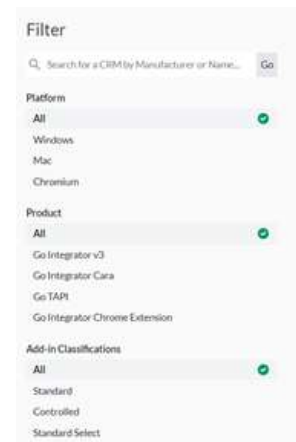 Filter
Search for a CRM by Manufacturer or Name... Go
Platform
All
Windows
Mac
Chromium
Product
All
Go Integrator v3
Go Integrator Cara
Go TAPI
Go Integrator Chrome Extension
Add-in Classifications
All
Standard
Controlled
Standard Select